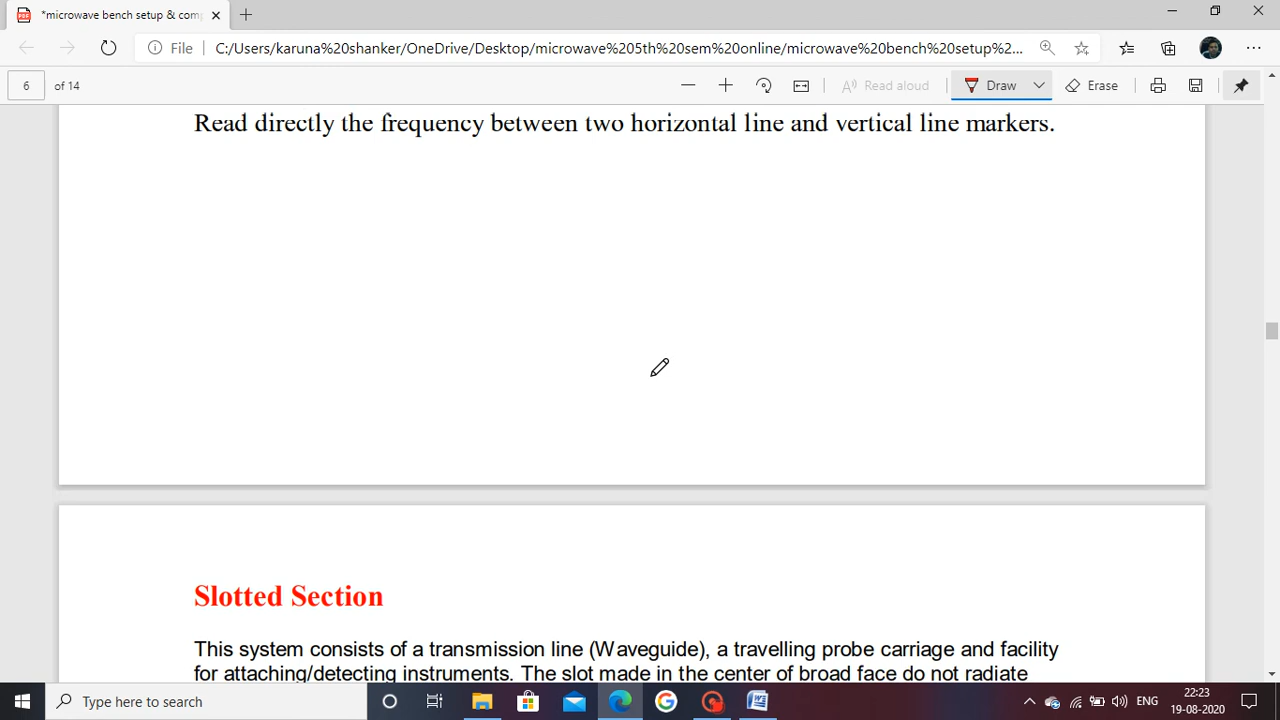 *microwave bench setup & com
File
C:/Users/karuna%20shanker/OneDrive/Desktop/microwave%205th%20sem%20online/microwave%20bench%20setup%2...
6 of 14
Read aloud
Draw
Erase
Read directly the frequency between two horizontal line and vertical line markers.
Slotted Section
This system consists of a transmission line (Waveguide), a travelling probe carriage and facility
for attaching/detecting instruments. The slot made in the center of broad face do not radiate
Type here to search
ENG
22:23
19-08-2020